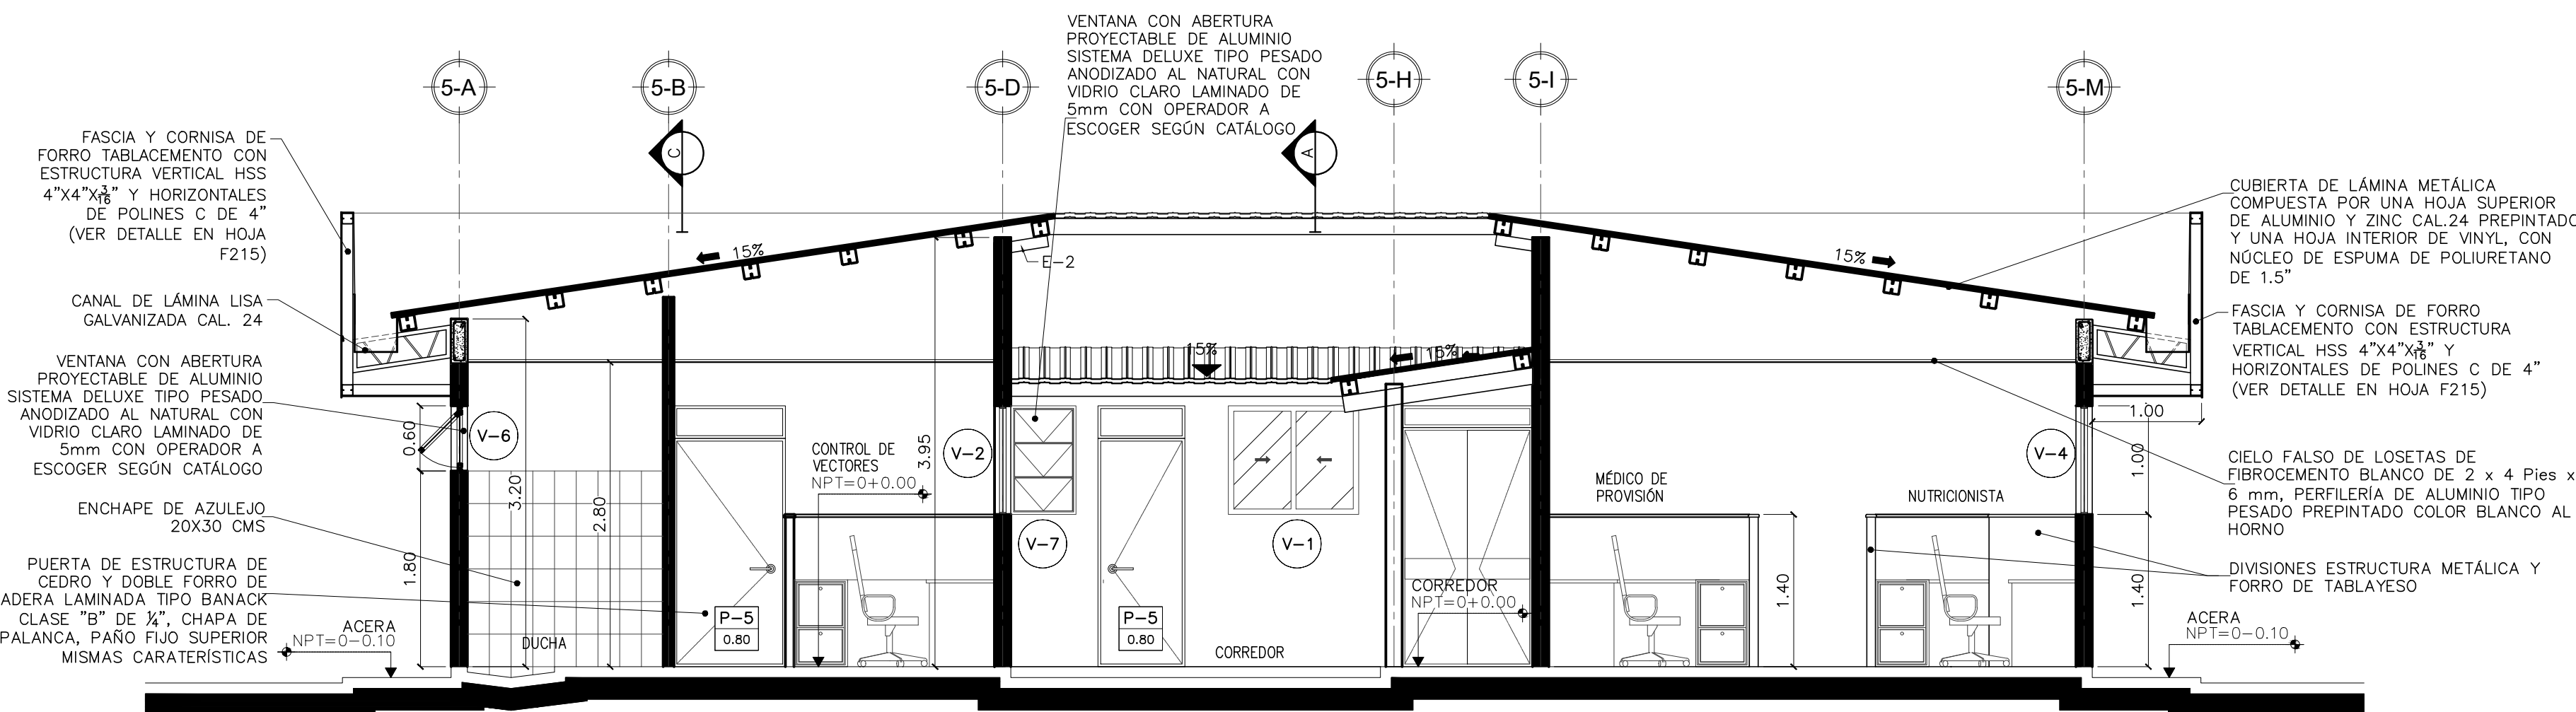 VENTANA CON ABERTURA
PROYECTABLE DE ALUMINIO
SISTEMA DELUXE TIPO PESADO
ANODIZADO AL NATURAL CON
VIDRIO CLARO LAMINADO DE
5mm CON OPERADOR A
ESCOGER SEGÚN CATÁLOGO
5-A
5-B
5-D
5-H
5-I
5-M
C
A
FASCIA Y CORNISA DE
FORRO TABLACEMENTO CON
ESTRUCTURA VERTICAL HSS
4"X4"X3/16" Y HORIZONTALES
DE POLINES C DE 4"
(VER DETALLE EN HOJA
F215)
CANAL DE LÁMINA LISA
GALVANIZADA CAL. 24
VENTANA CON ABERTURA
PROYECTABLE DE ALUMINIO
SISTEMA DELUXE TIPO PESADO
ANODIZADO AL NATURAL CON
VIDRIO CLARO LAMINADO DE
5mm CON OPERADOR A
ESCOGER SEGÚN CATÁLOGO
ENCHAPE DE AZULEJO
20X30 CMS
PUERTA DE ESTRUCTURA DE
CEDRO Y DOBLE FORRO DE
ADERA LAMINADA TIPO BANACK
CLASE "B" DE 1/4", CHAPA DE
PALANCA, PAÑO FIJO SUPERIOR
MISMAS CARATERÍSTICAS
ACERA
NPT=0-0.10
15%
E-2
15%
15%
15%
0.60
1.80
V-6
3.20
2.80
DUCHA
P-5
0.80
CONTROL DE
VECTORES
NPT=0+0.00
3.95
V-2
V-7
P-5
0.80
V-1
CORREDOR
CORREDOR
NPT=0+0.00
MÉDICO DE
PROVISIÓN
1.40
NUTRICIONISTA
V-4
1.00
1.00
1.40
CUBIERTA DE LÁMINA METÁLICA
COMPUESTA POR UNA HOJA SUPERIOR
DE ALUMINIO Y ZINC CAL.24 PREPINTADO
Y UNA HOJA INTERIOR DE VINYL, CON
NÚCLEO DE ESPUMA DE POLIURETANO
DE 1.5"
FASCIA Y CORNISA DE FORRO
TABLACEMENTO CON ESTRUCTURA
VERTICAL HSS 4"X4"X3/16" Y
HORIZONTALES DE POLINES C DE 4"
(VER DETALLE EN HOJA F215)
CIELO FALSO DE LOSETAS DE
FIBROCEMENTO BLANCO DE 2 x 4 Pies x
6 mm, PERFILERÍA DE ALUMINIO TIPO
PESADO PREPINTADO COLOR BLANCO AL
HORNO
DIVISIONES ESTRUCTURA METÁLICA Y
FORRO DE TABLAYESO
ACERA
NPT=0-0.10